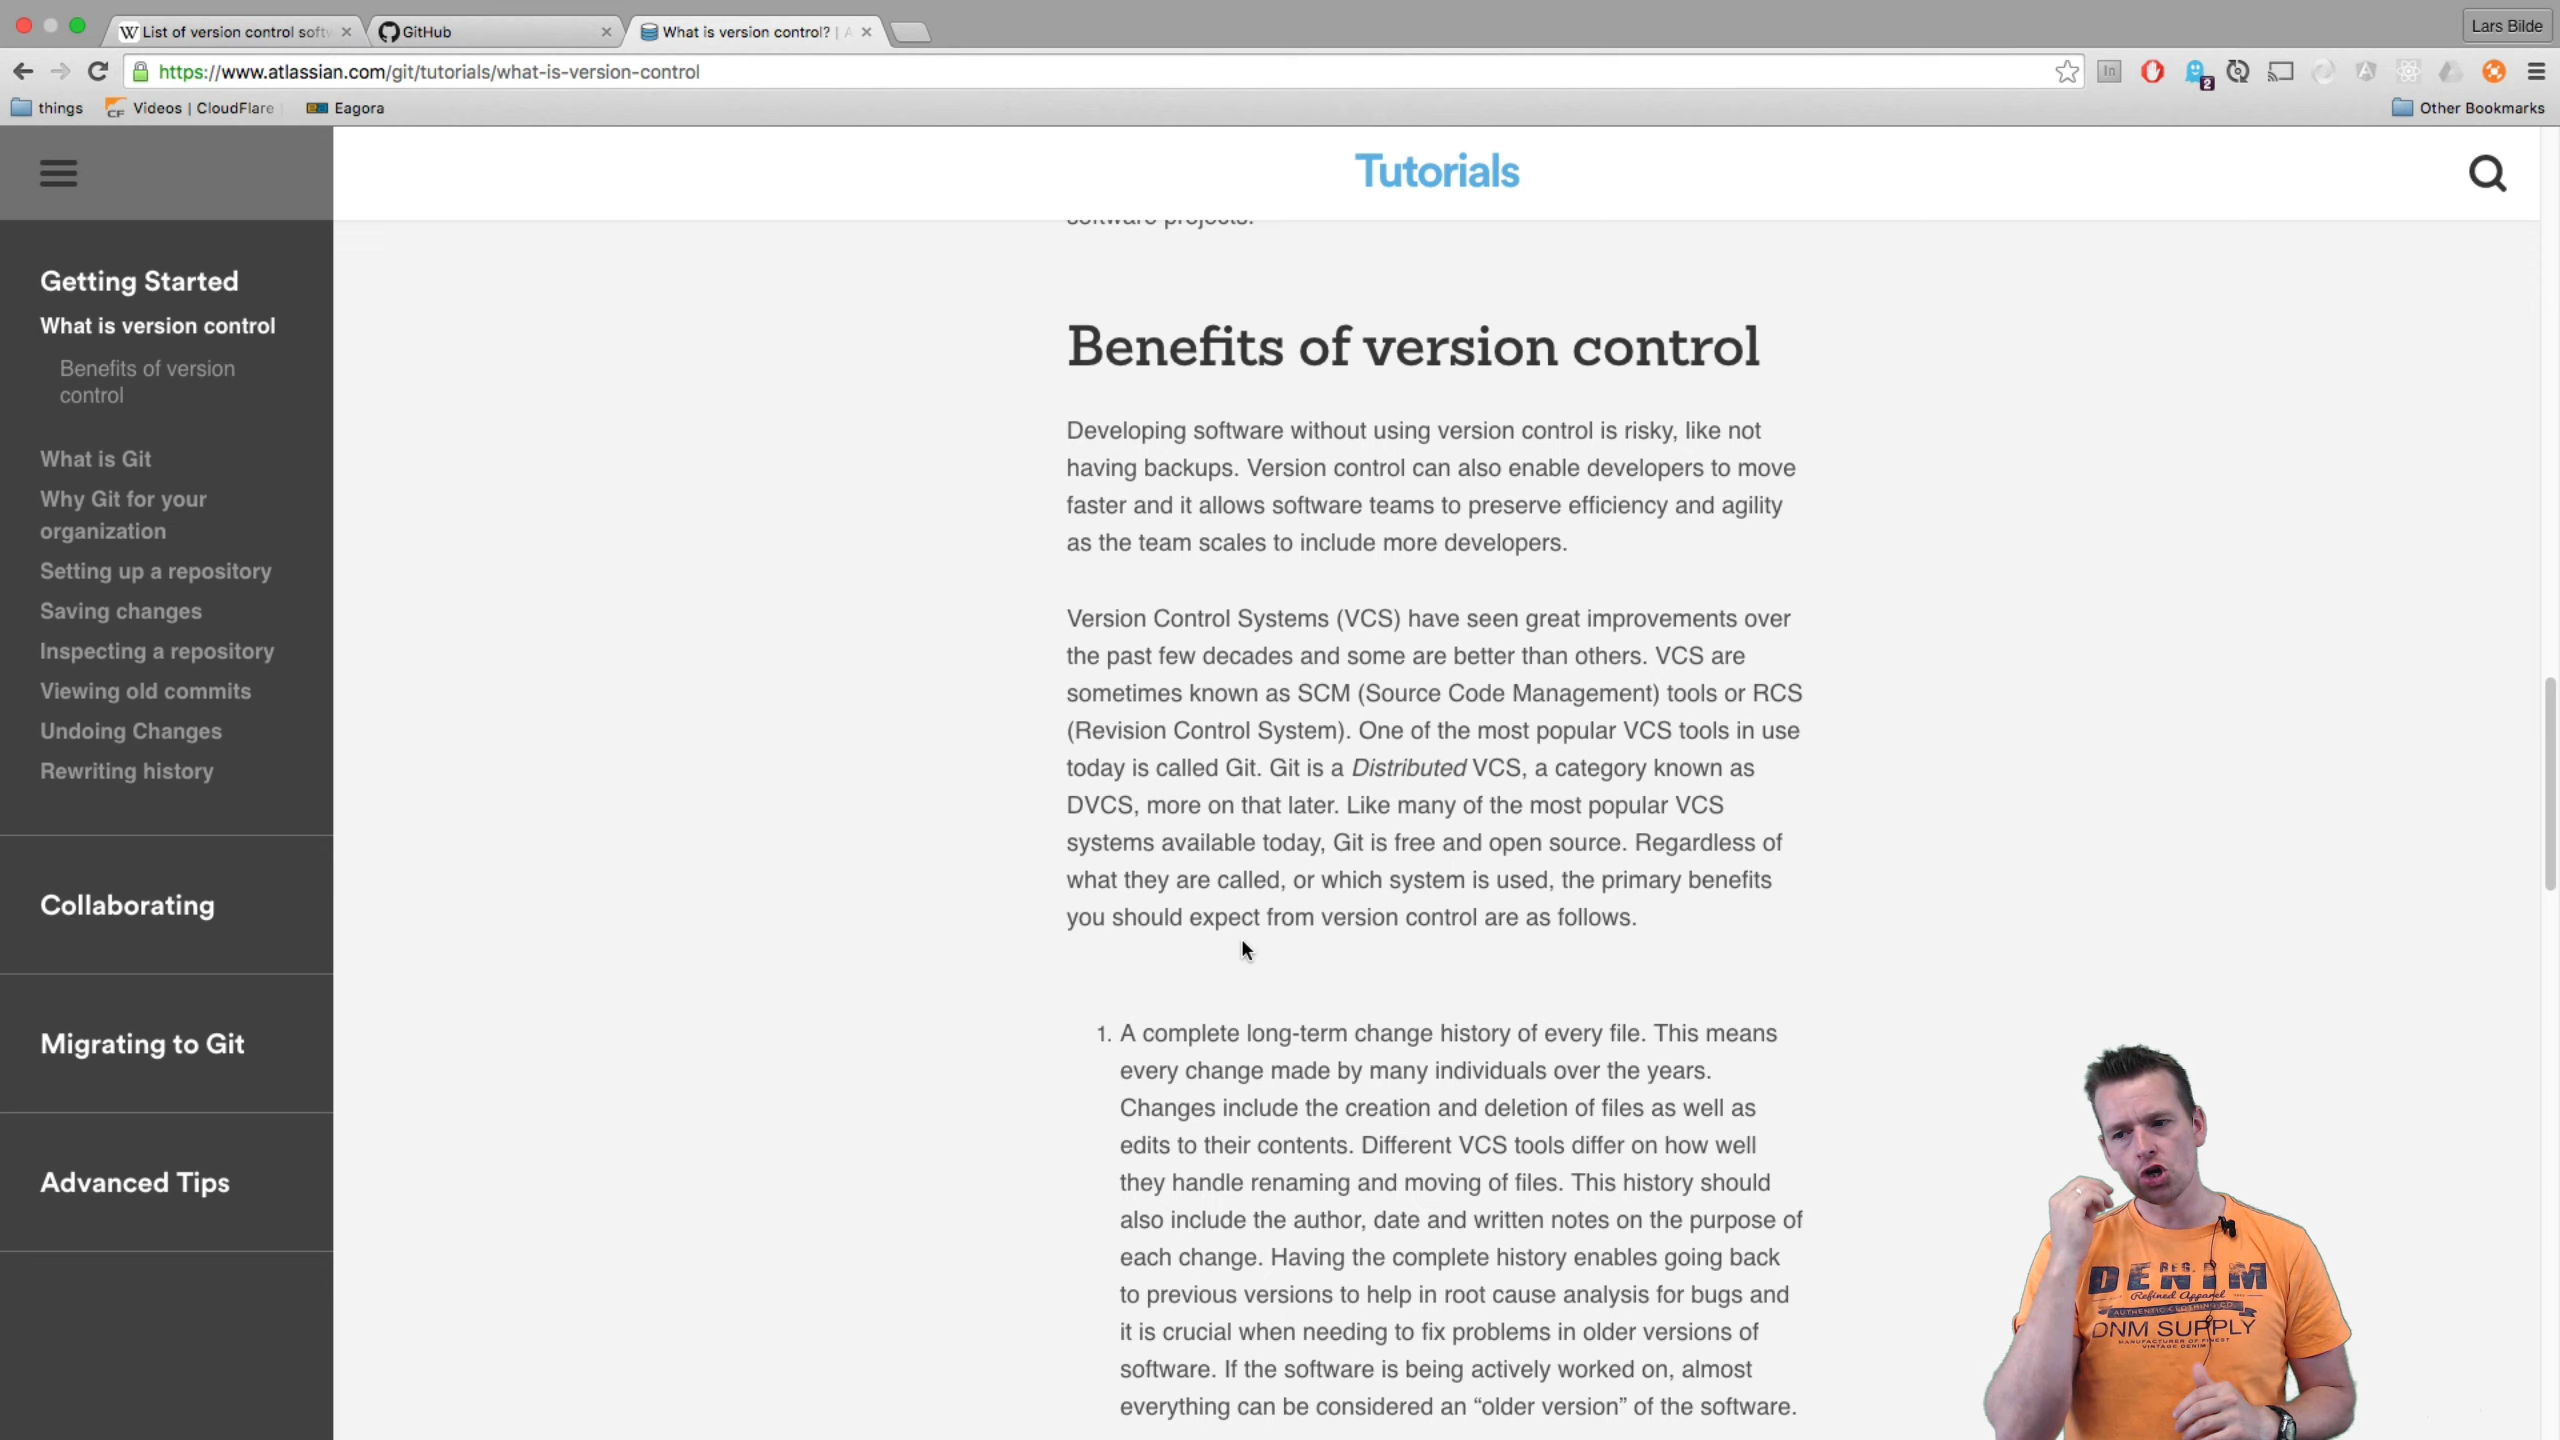 List of version control softw
GitHub
What is version control? | A
Lars Bilde
https://www.atlassian.com/git/tutorials/what-is-version-control
In
2
things
CF
Videos | CloudFlare
Eagora
Other Bookmarks
Tutorials
software projects.
Getting Started
What is version control
Benefits of version
control
What is Git
Why Git for your
organization
Setting up a repository
Saving changes
Inspecting a repository
Viewing old commits
Undoing Changes
Rewriting history
Collaborating
Migrating to Git
Advanced Tips
Benefits of version control
Developing software without using version control is risky, like not
having backups. Version control can also enable developers to move
faster and it allows software teams to preserve efficiency and agility
as the team scales to include more developers.
Version Control Systems (VCS) have seen great improvements over
the past few decades and some are better than others. VCS are
sometimes known as SCM (Source Code Management) tools or RCS
(Revision Control System). One of the most popular VCS tools in use
today is called Git. Git is a Distributed VCS, a category known as
DVCS, more on that later. Like many of the most popular VCS
systems available today, Git is free and open source. Regardless of
what they are called, or which system is used, the primary benefits
you should expect from version control are as follows.
1. A complete long-term change history of every file. This means
every change made by many individuals over the years.
Changes include the creation and deletion of files as well as
edits to their contents. Different VCS tools differ on how well
they handle renaming and moving of files. This history should
also include the author, date and written notes on the purpose of
each change. Having the complete history enables going back
to previous versions to help in root cause analysis for bugs and
it is crucial when needing to fix problems in older versions of
software. If the software is being actively worked on, almost
everything can be considered an “older version” of the software.
REG.
DENIM
Refined Apparel
AUTHENTIC CLOTHING CO.
DNM SUPPLY
MANUFACTURER OF FINEST
VINTAGE DENIM